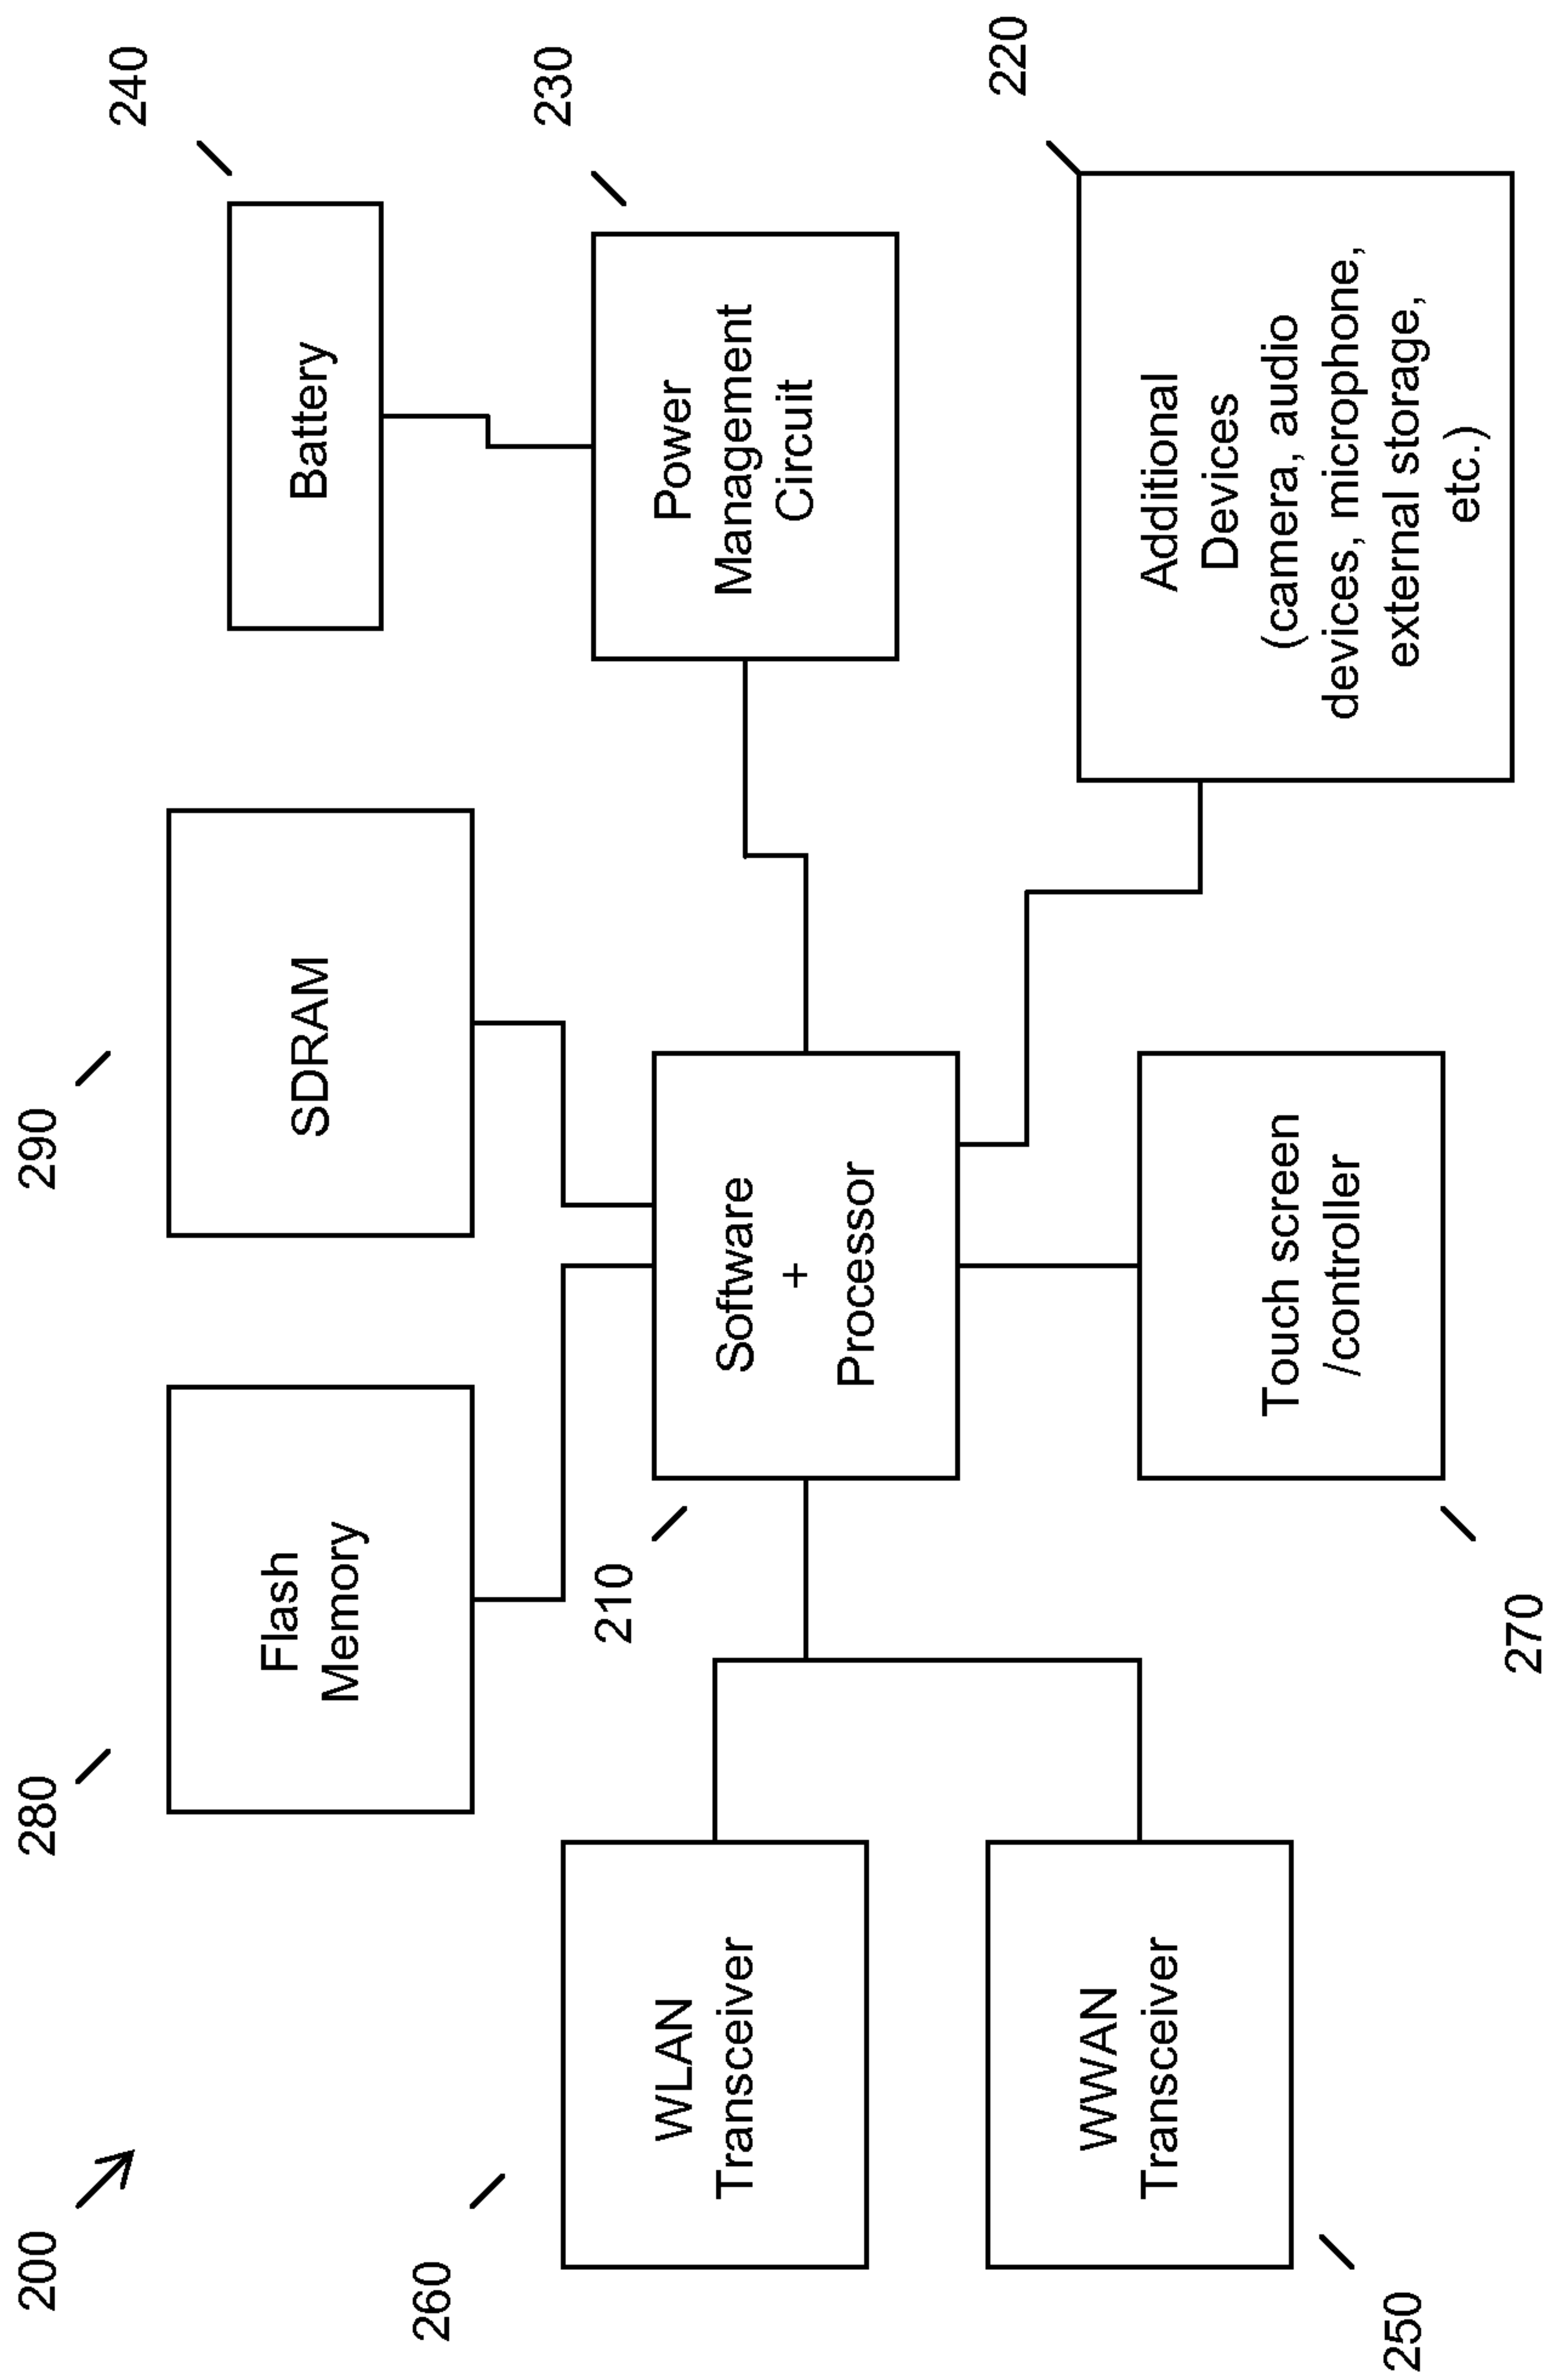 200
280
290
240
Flash
Memory
SDRAM
Battery
260
WLAN
Transceiver
210
Software
+
Processor
230
Power
Management
Circuit
WWAN
Transceiver
250
Touch screen
/controller
270
220
Additional
Devices
(camera, audio
devices, microphone,
external storage,
etc.)